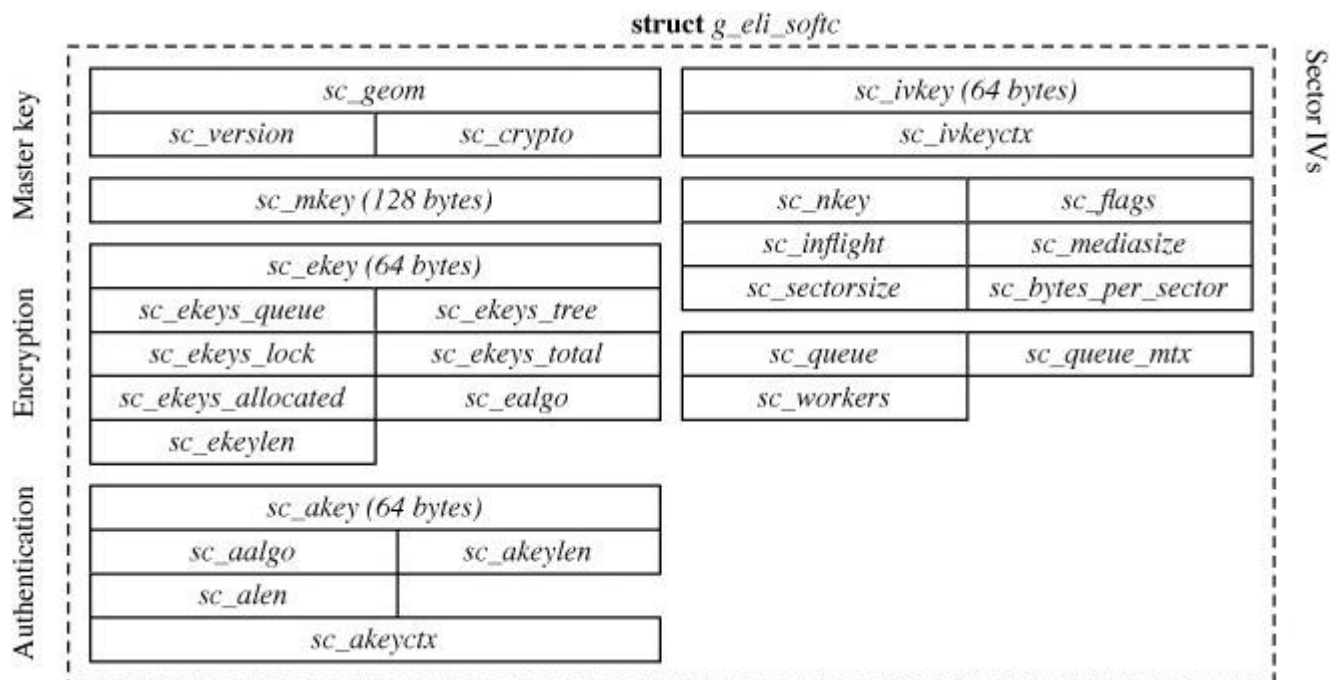 struct g_eli_softc
Master key
sc_geom
sc_version sc_crypto
sc_mkey (128 bytes)
Encryption
sc_ekey (64 bytes)
sc_ekeys_queue sc_ekeys_tree
sc_ekeys_lock sc_ekeys_total
sc_ekeys_allocated sc_ealgo
sc_ekeylen
Authentication
sc_akey (64 bytes)
sc_aalgo sc_akeylen
sc_alen
sc_akeyctx
sc_ivkey (64 bytes)
sc_ivkeyctx
Sector IVs
sc_nkey sc_flags
sc_inflight sc_mediasize
sc_sectorsize sc_bytes_per_sector
sc_queue sc_queue_mtx
sc_workers